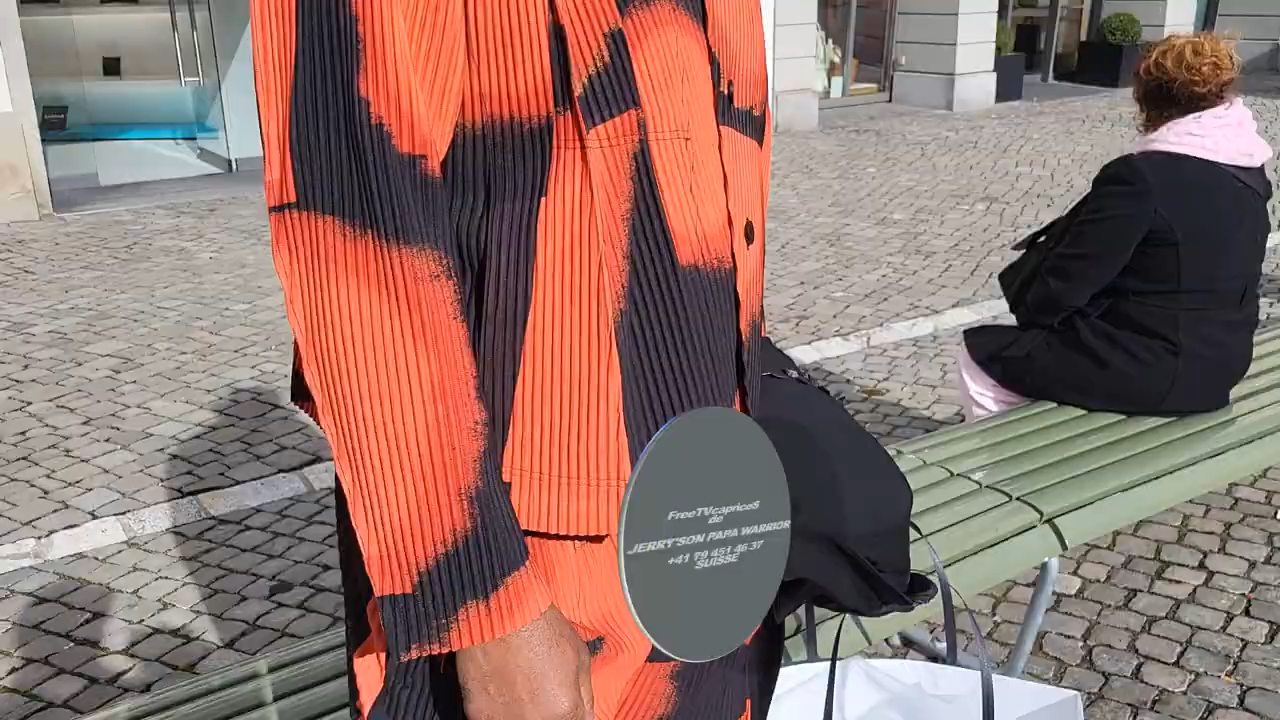 FreeTVcapriceS
de
JERRY'SON PAPA WARRIOR
+41 79 451 46 37
SUISSE